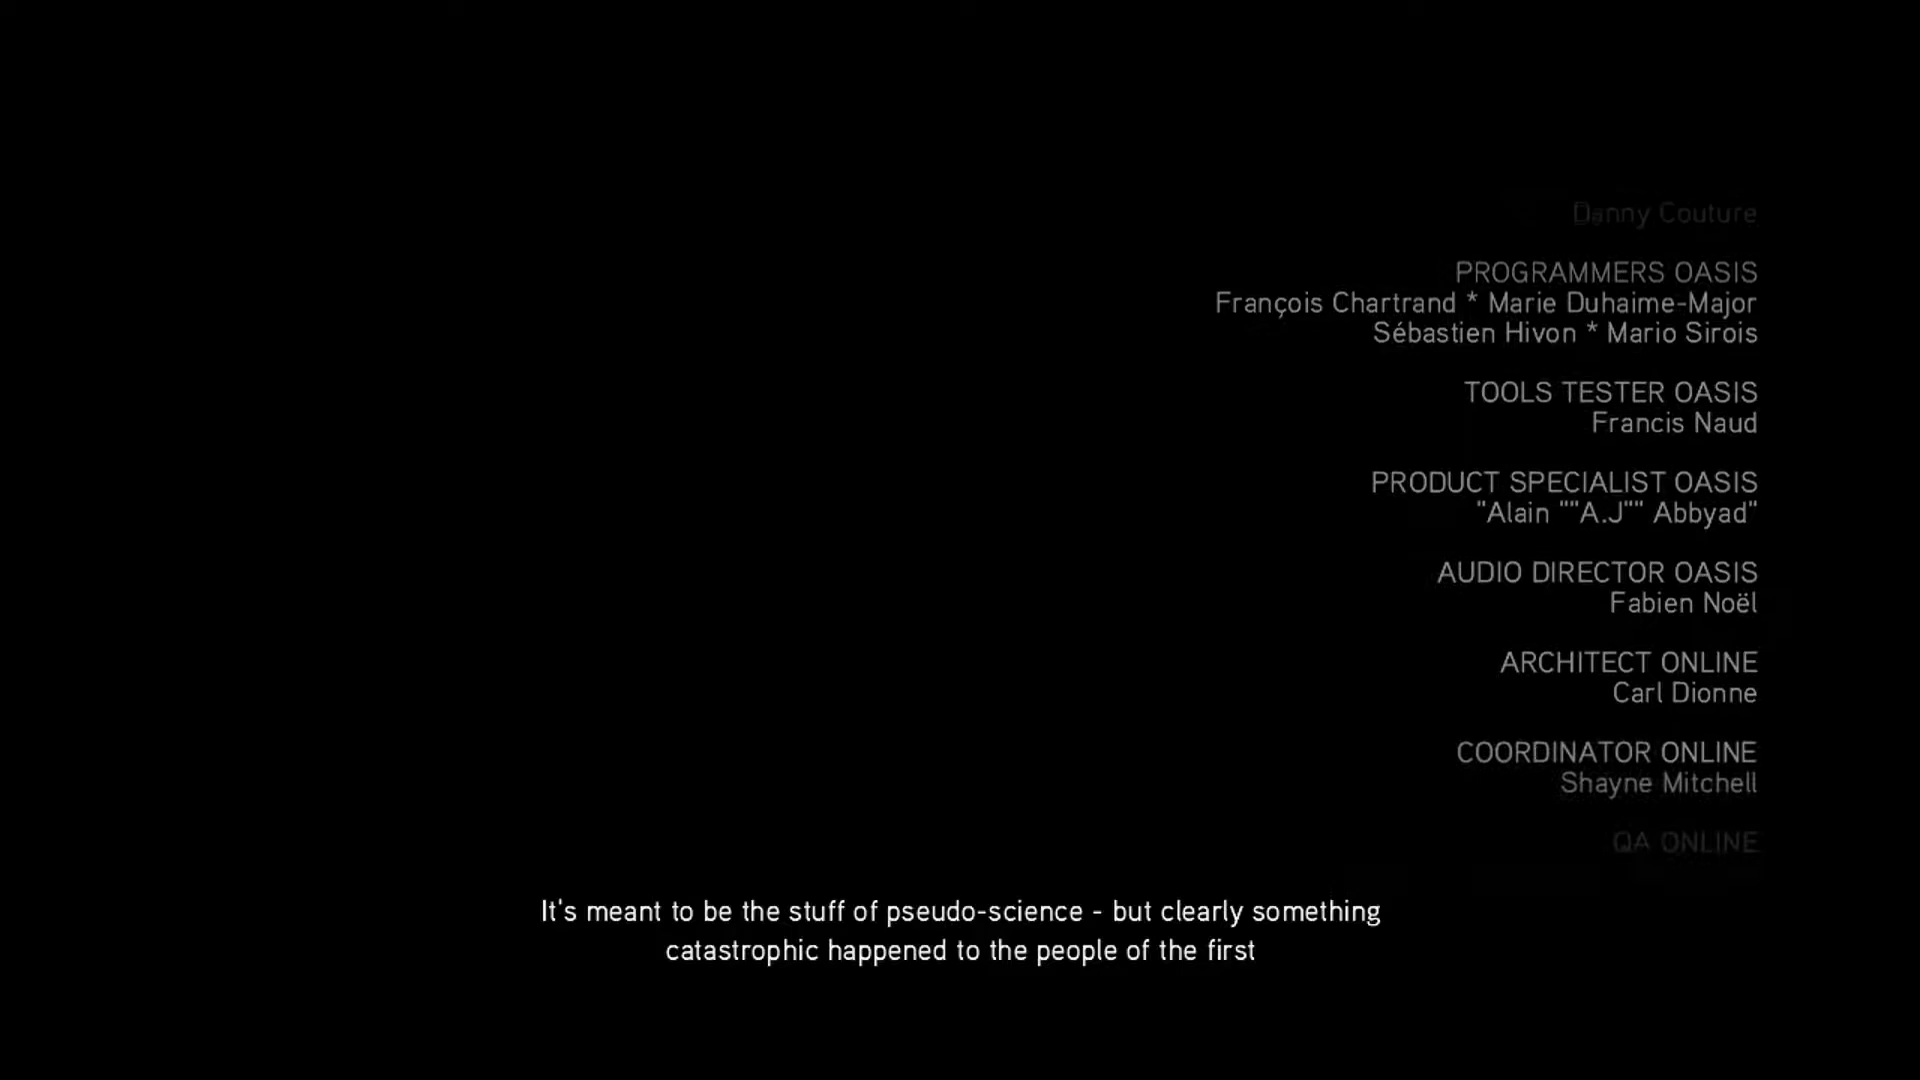 Danny Couture
PROGRAMMERS OASIS
François Chartrand * Marie Duhaime-Major
Sébastien Hivon * Mario Sirois
TOOLS TESTER OASIS
Francis Naud
PRODUCT SPECIALIST OASIS
"Alain ""A.J"" Abbyad"
AUDIO DIRECTOR OASIS
Fabien Noël
ARCHITECT ONLINE
Carl Dionne
COORDINATOR ONLINE
Shayne Mitchell
QA ONLINE
It's meant to be the stuff of pseudo-science - but clearly something
catastrophic happened to the people of the first